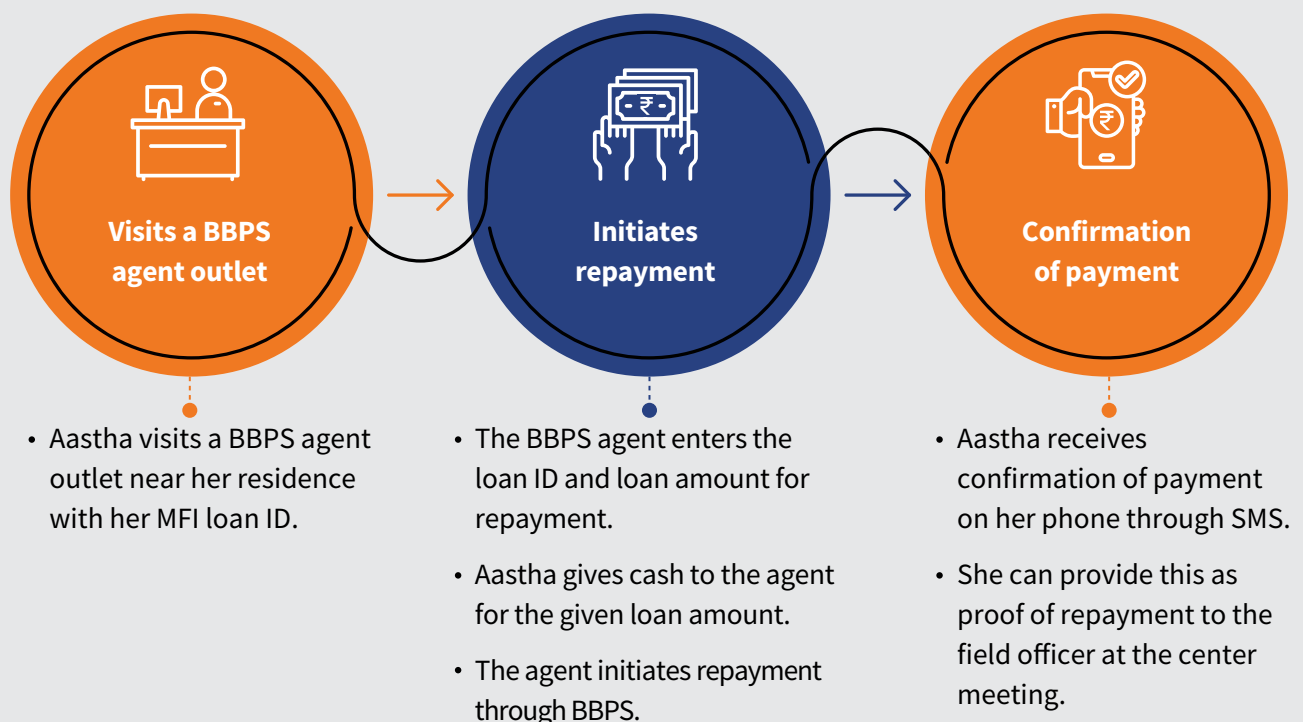 Visits a BBPS
agent outlet
Initiates
repayment
Confirmation
of payment
• Aastha visits a BBPS agent
outlet near her residence
with her MFI loan ID.
• The BBPS agent enters the
loan ID and loan amount for
repayment.
• Aastha gives cash to the agent
for the given loan amount.
• The agent initiates repayment
through BBPS.
• Aastha receives
confirmation of payment
on her phone through SMS.
• She can provide this as
proof of repayment to the
field officer at the center
meeting.